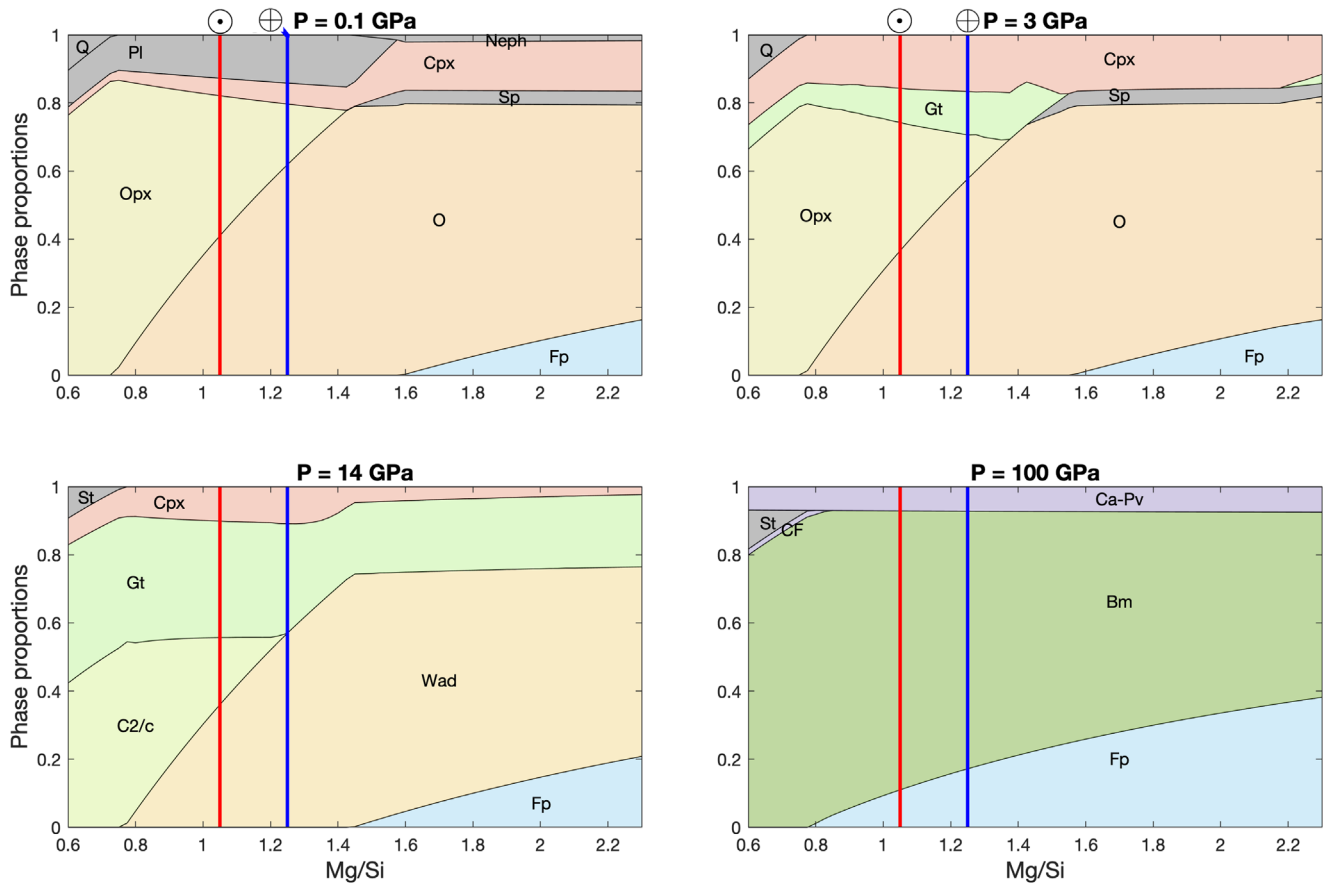 P = 0.1 GPa
Phase proportions
1
0.8
0.6
0.4
0.2
0
Q
Pl
Neph
Cpx
Sp
Opx
O
Fp
0.6 0.8 1 1.2 1.4 1.6 1.8 2 2.2
P = 3 GPa
1
0.8
0.6
0.4
0.2
0
Q
Cpx
Gt
Sp
Opx
O
Fp
0.6 0.8 1 1.2 1.4 1.6 1.8 2 2.2
P = 14 GPa
Phase proportions
1
0.8
0.6
0.4
0.2
0
St
Cpx
Gt
Wad
C2/c
Fp
0.6 0.8 1 1.2 1.4 1.6 1.8 2 2.2
Mg/Si
P = 100 GPa
1
0.8
0.6
0.4
0.2
0
Ca-Pv
St
CF
Bm
Fp
0.6 0.8 1 1.2 1.4 1.6 1.8 2 2.2
Mg/Si